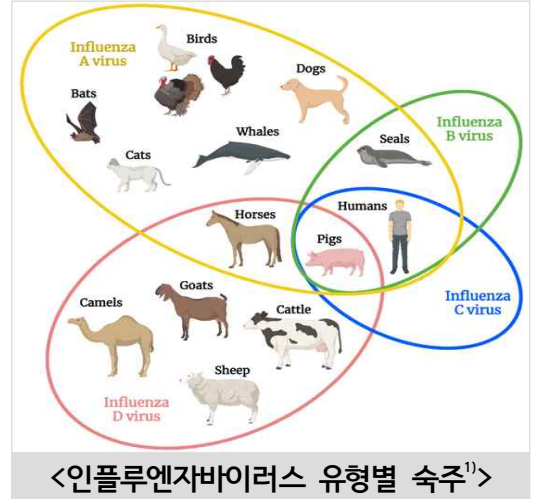 Birds
Influenza
A virus
Dogs
Bats
Influenza
B virus
Whales
Seals
Cats
Humans
Horses
Pigs
Goats
Camels
Cattle
Influenza
C virus
Sheep
Influenza
D virus
<인플루엔자바이러스 유형별 숙주¹⁾>